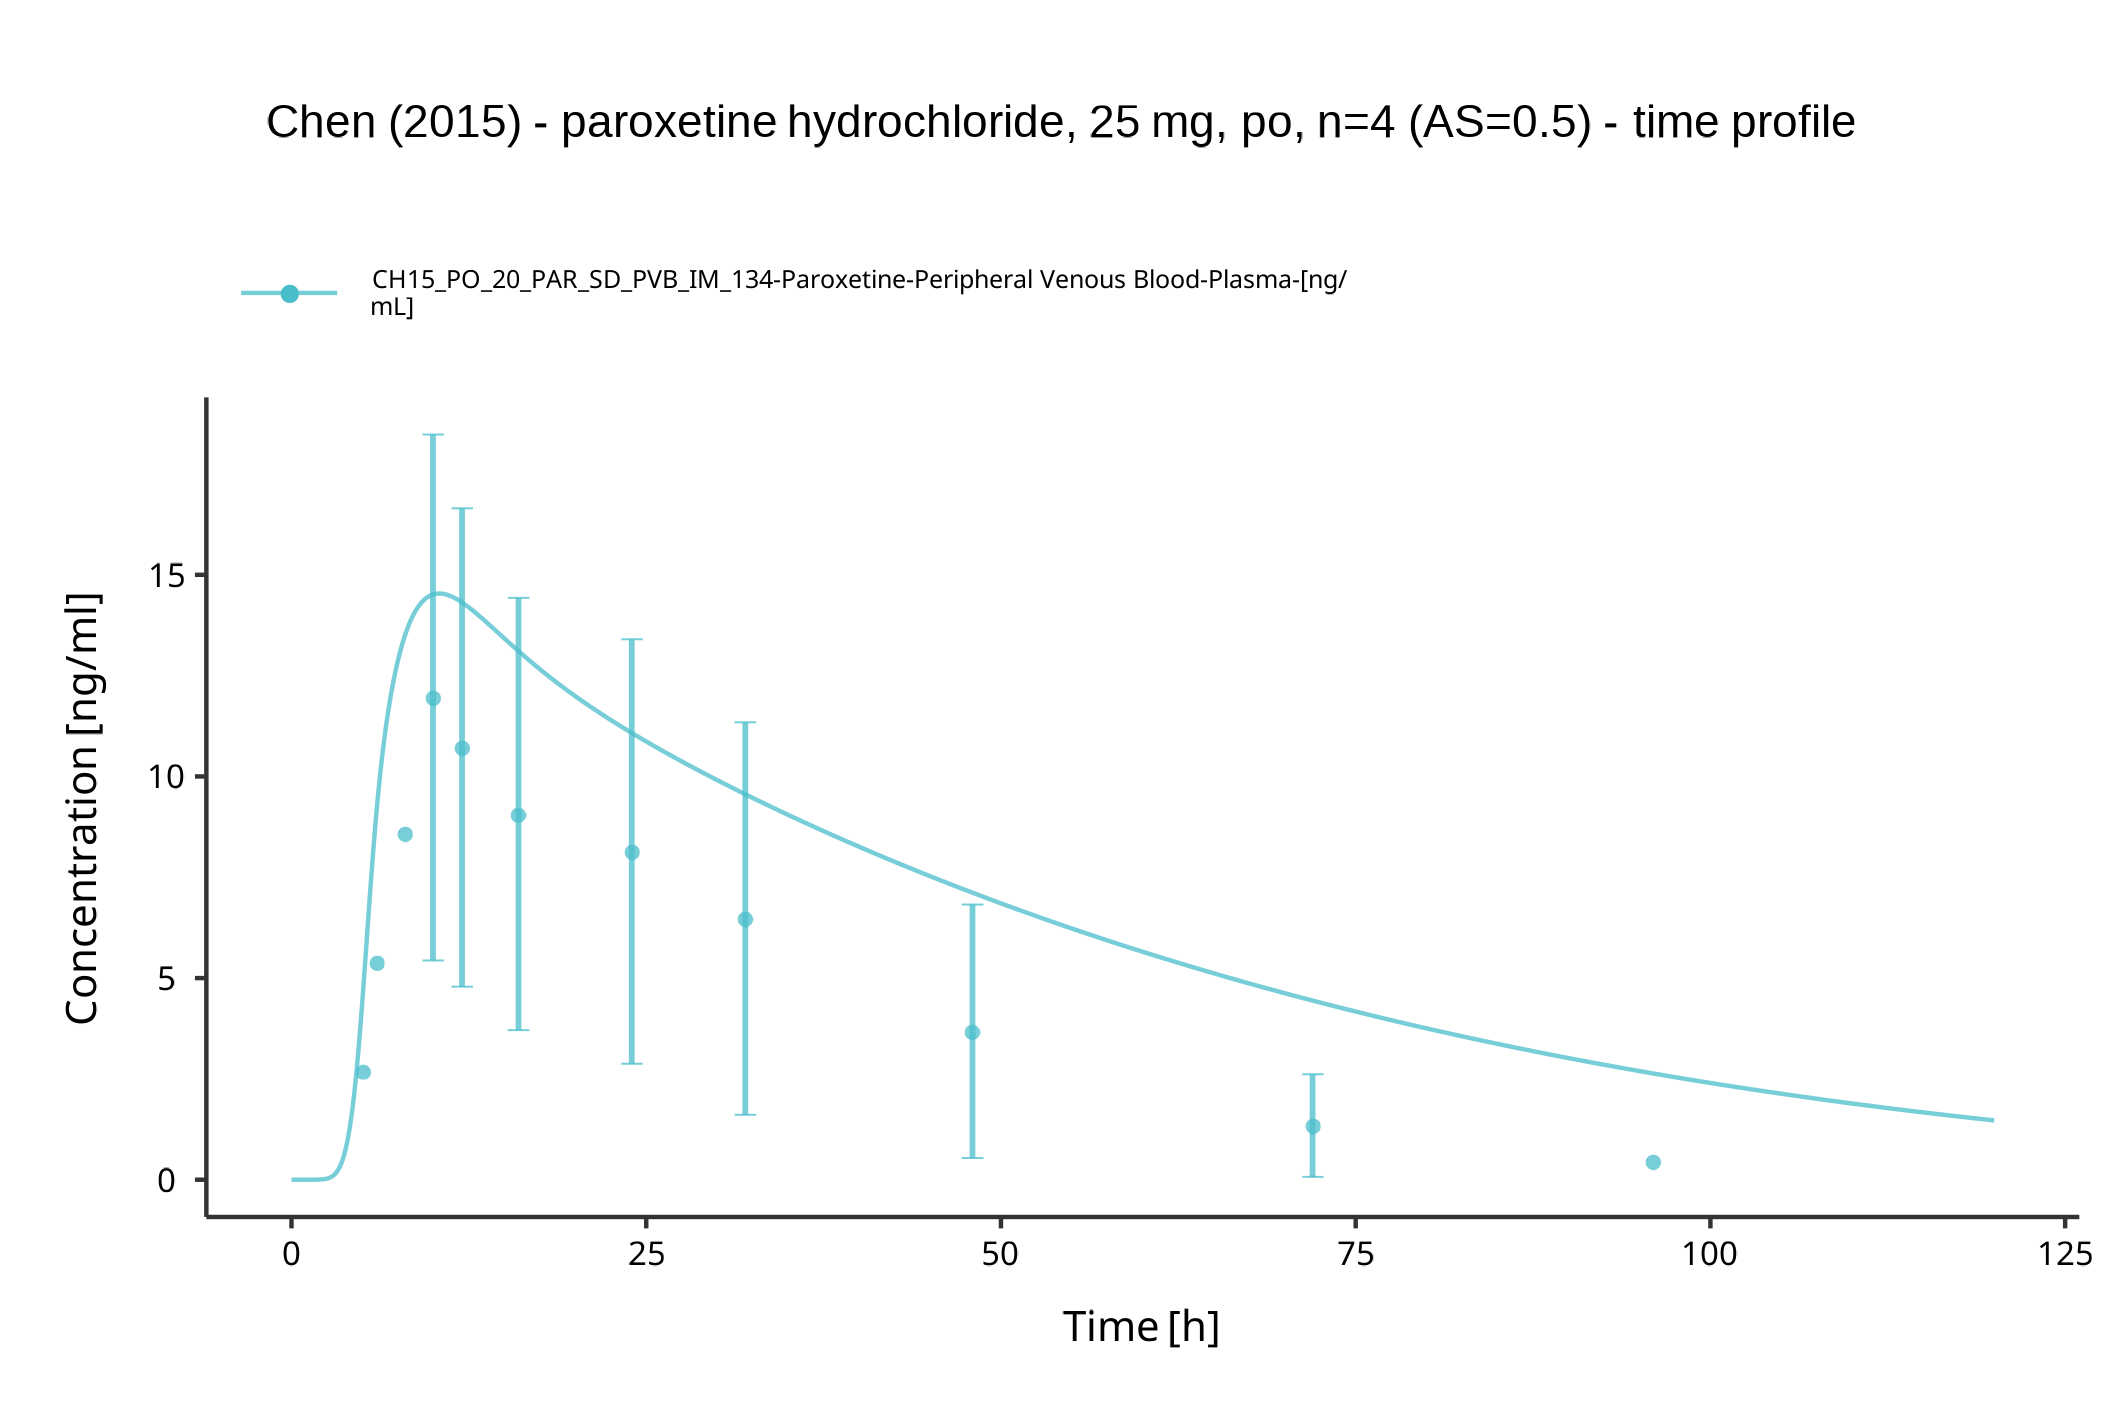 Chen (2015) - paroxetine hydrochloride, 25 mg, po, n=4 (AS=0.5) - time profile
CH15_PO_20_PAR_SD_PVB_IM_134-Paroxetine-Peripheral Venous Blood-Plasma-[ng/
mL]
Concentration [ng/ml]
15
10
5
0
0 25 50 75 100 125
Time [h]